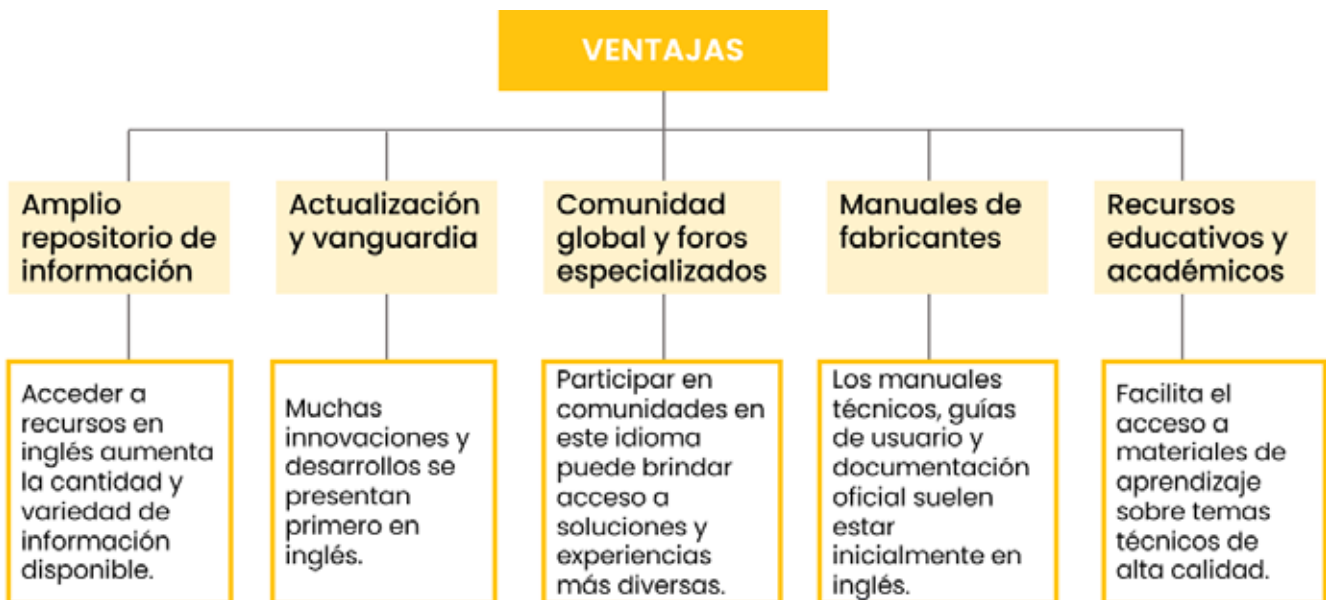 VENTAJAS
Amplio
repositorio de
información
Actualización
y vanguardia
Comunidad
global y foros
especializados
Manuales de
fabricantes
Recursos
educativos y
académicos
Acceder a
recursos en
inglés aumenta
la cantidad y
variedad de
información
disponible.
Muchas
innovaciones y
desarrollos se
presentan
primero en
inglés.
Participar en
comunidades en
este idioma
puede brindar
acceso a
soluciones y
experiencias
más diversas.
Los manuales
técnicos, guías
de usuario y
documentación
oficial suelen
estar
inicialmente en
inglés.
Facilita el
acceso a
materiales de
aprendizaje
sobre temas
técnicos de
alta calidad.